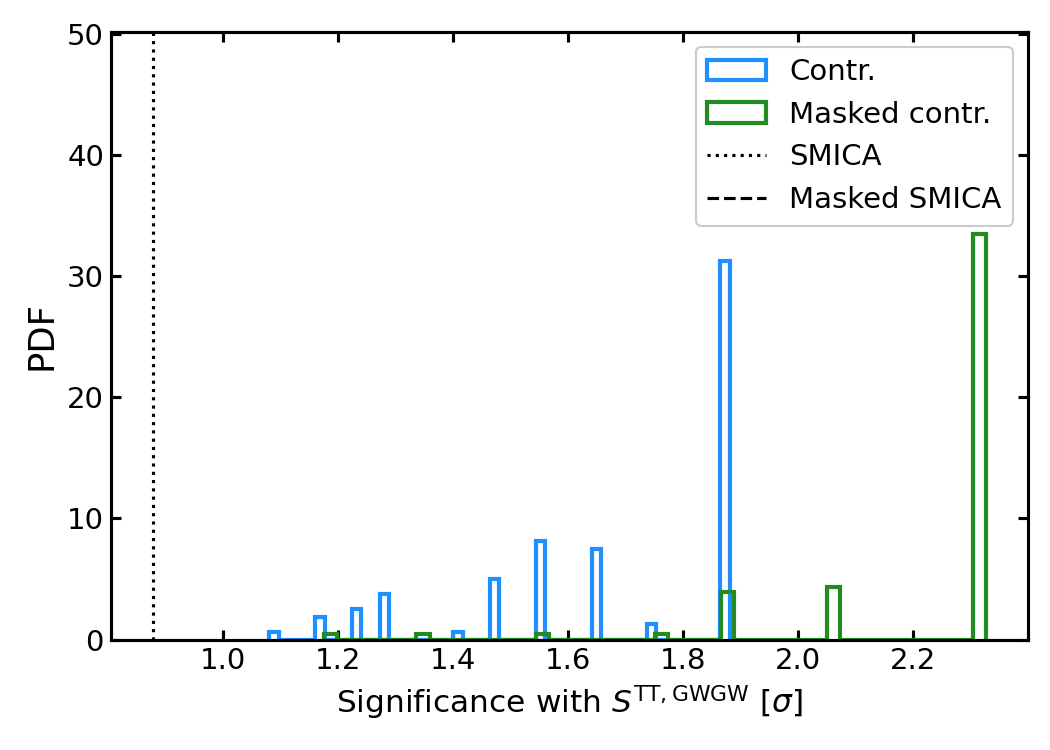 50
40
30
20
10
0
PDF
Contr.
Masked contr.
SMICA
Masked SMICA
1.0 1.2 1.4 1.6 1.8 2.0 2.2
Significance with S^{TT, GWGW} [σ]